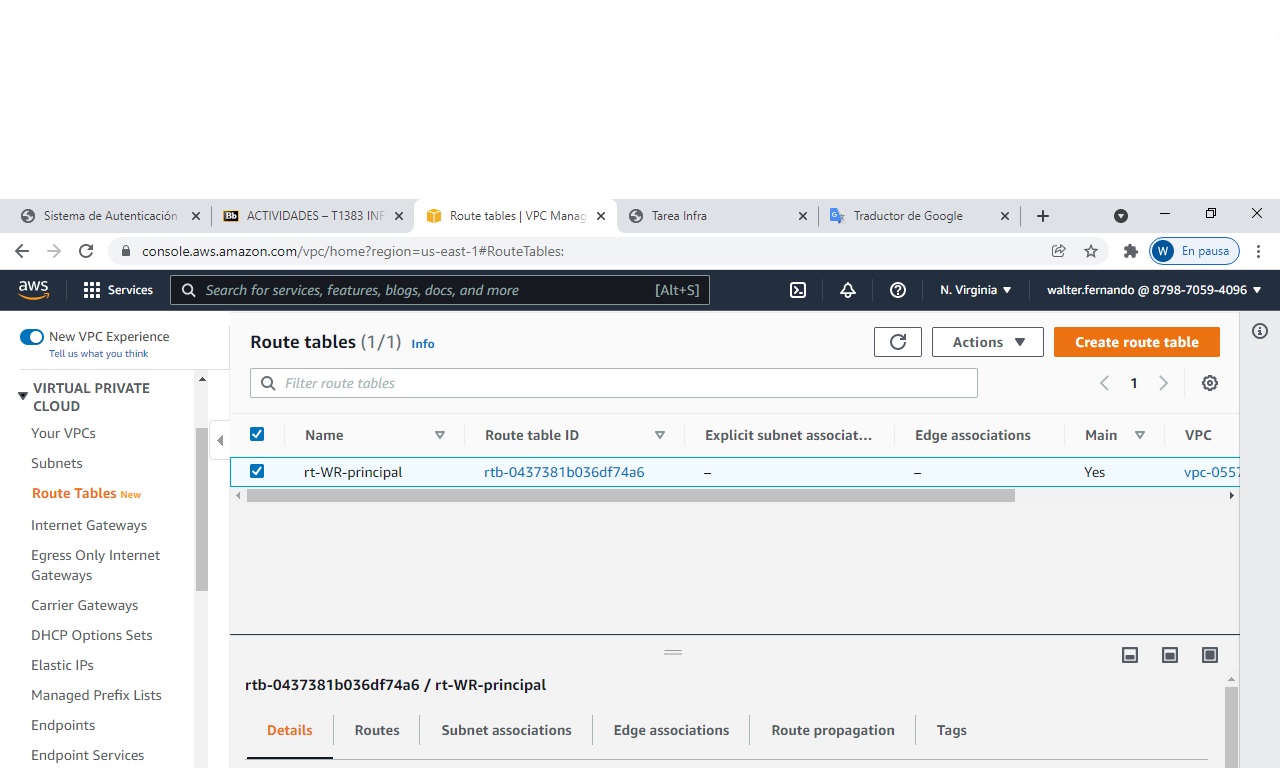 Sistema de Autenticación
Bb ACTIVIDADES – T1383 INF
Route tables | VPC Manag
Tarea Infra
Traductor de Google
console.aws.amazon.com/vpc/home?region=us-east-1#RouteTables:
W En pausa
aws
Services
Search for services, features, blogs, docs, and more [Alt+S]
N. Virginia
walter.fernando @ 8798-7059-4096
New VPC Experience
Tell us what you think
VIRTUAL PRIVATE
CLOUD
Your VPCs
Subnets
Route Tables New
Internet Gateways
Egress Only Internet
Gateways
Carrier Gateways
DHCP Options Sets
Elastic IPs
Managed Prefix Lists
Endpoints
Endpoint Services
Route tables (1/1) Info
Actions
Create route table
Filter route tables
1
Name Route table ID Explicit subnet associat... Edge associations Main VPC
rt-WR-principal rtb-0437381b036df74a6 – – Yes vpc-0557
rtb-0437381b036df74a6 / rt-WR-principal
Details Routes Subnet associations Edge associations Route propagation Tags